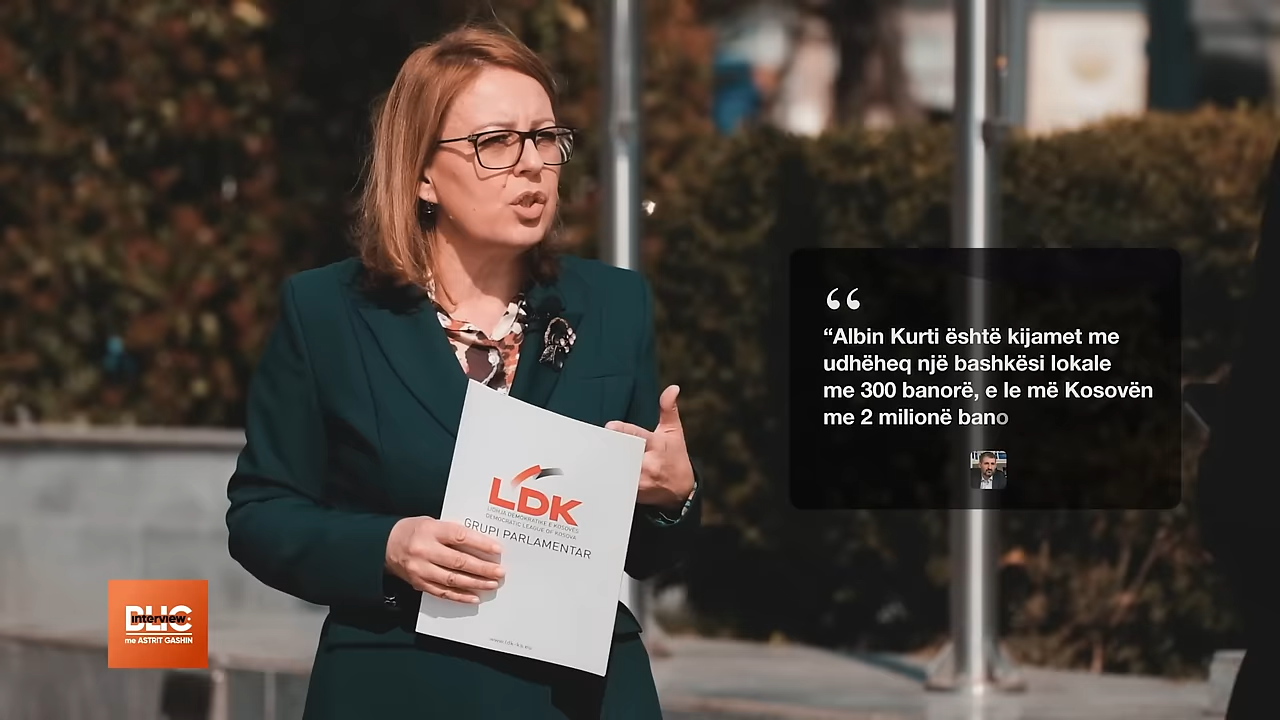 “
“Albin Kurti është kijamet me
udhëheq një bashkësi lokale
me 300 banorë, e le më Kosovën
me 2 milionë bano
LDK
LIDHJA DEMOKRATIKE E KOSOVËS
DEMOCRATIC LEAGUE OF KOSOVA
GRUPI PARLAMENTAR
BLIC
interview
me ASTRIT GASHIN